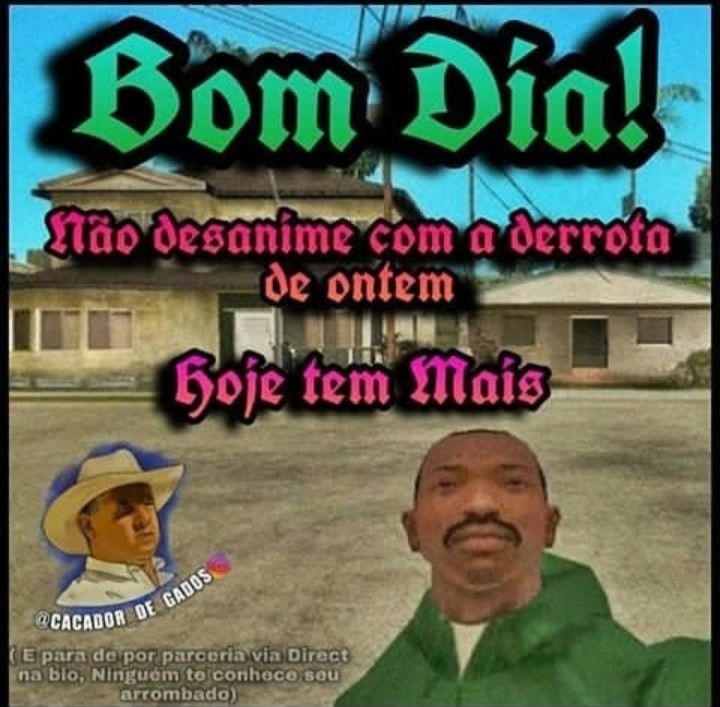 Bom Dia!
Não desanime com a derrota
de ontem
Hoje tem Mais
@CACADOR DE GADOS
( E para de por parceria via Direct
na bio, Ninguém te conhece seu
arrombado)